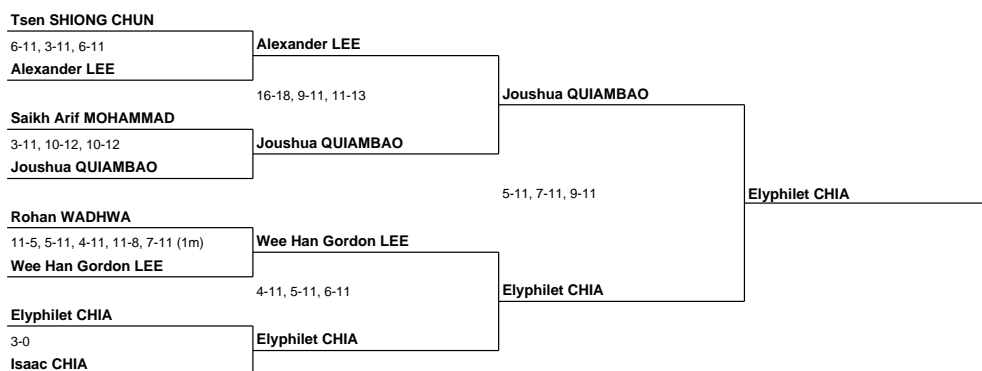 Tsen SHIONG CHUN
6-11, 3-11, 6-11
Alexander LEE
Saikh Arif MOHAMMAD
3-11, 10-12, 10-12
Joushua QUIAMBAO
Rohan WADHWA
11-5, 5-11, 4-11, 11-8, 7-11 (1m)
Wee Han Gordon LEE
Elyphilet CHIA
3-0
Isaac CHIA
Alexander LEE
16-18, 9-11, 11-13
Joushua QUIAMBAO
Wee Han Gordon LEE
4-11, 5-11, 6-11
Elyphilet CHIA
Joushua QUIAMBAO
5-11, 7-11, 9-11
Elyphilet CHIA
Elyphilet CHIA